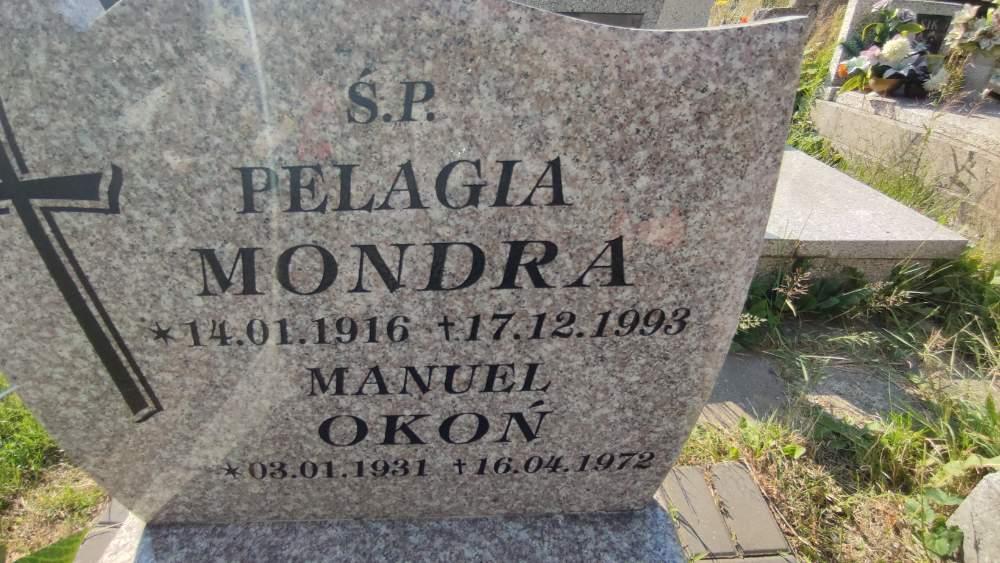 Ś.P.
PELAGIA
MONDRA
*14.01.1916 †17.12.1993
MANUEL
OKOŃ
*03.01.1931 †16.04.1972